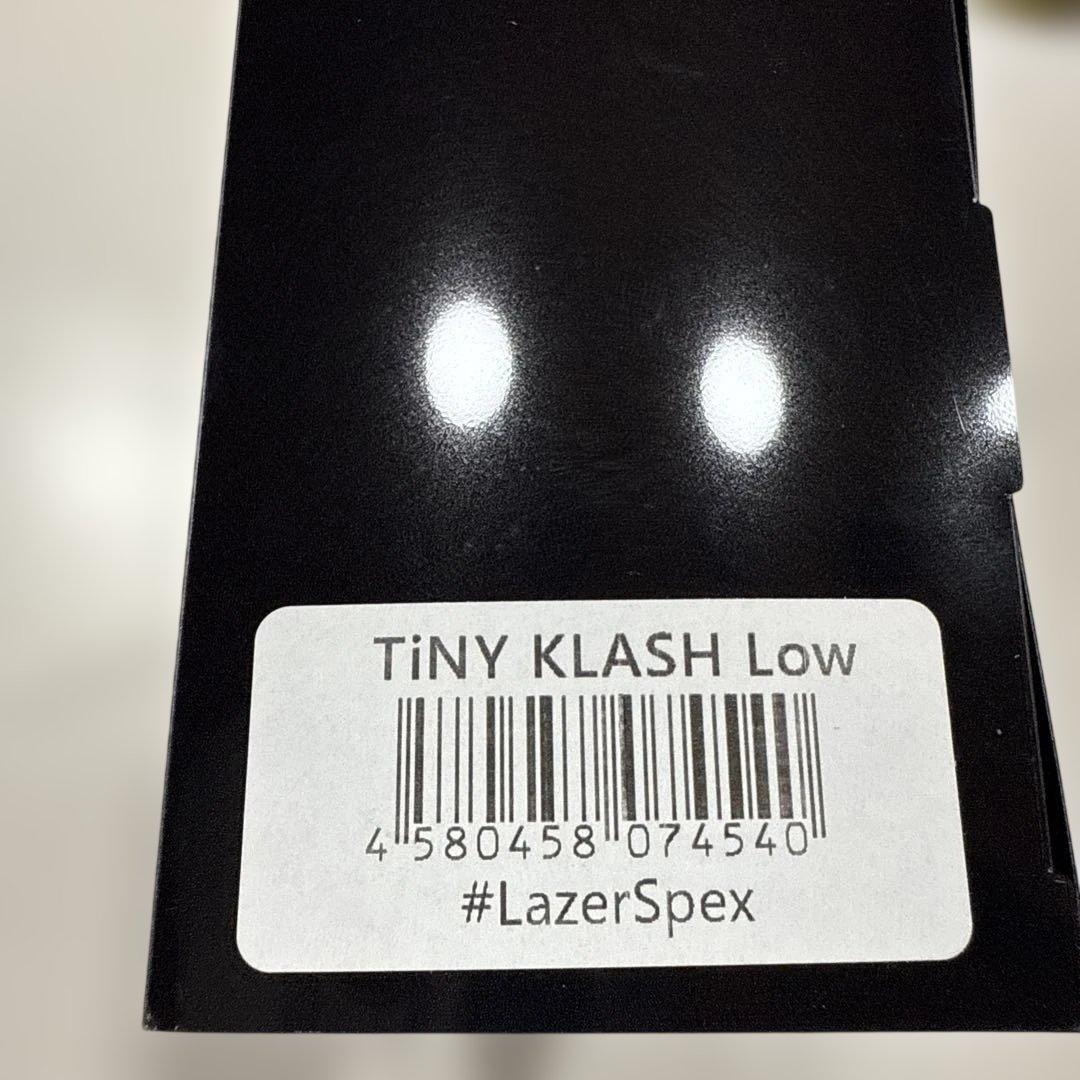 TiNY KLASH Low
4 580458 074540
#LazerSpex